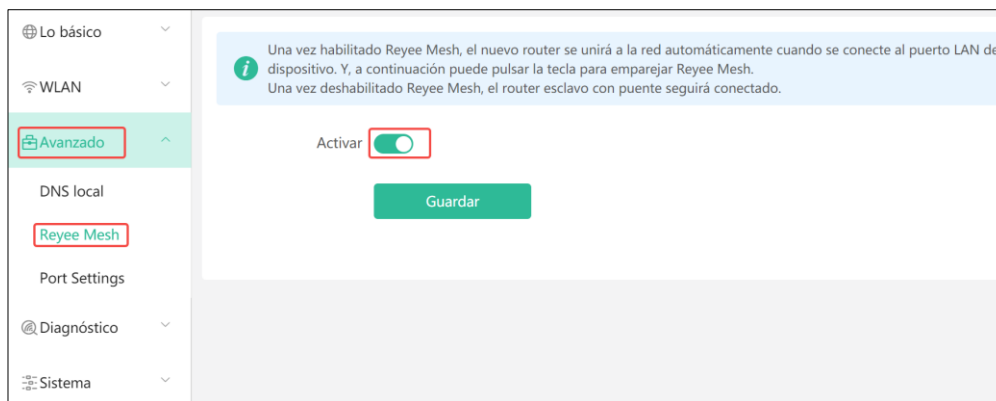 Lo básico
WLAN
Avanzado
DNS local
Reyee Mesh
Port Settings
Diagnóstico
Sistema
Una vez habilitado Reyee Mesh, el nuevo router se unirá a la red automáticamente cuando se conecte al puerto LAN de
dispositivo. Y, a continuación puede pulsar la tecla para emparejar Reyee Mesh.
Una vez deshabilitado Reyee Mesh, el router esclavo con puente seguirá conectado.
Activar
Guardar